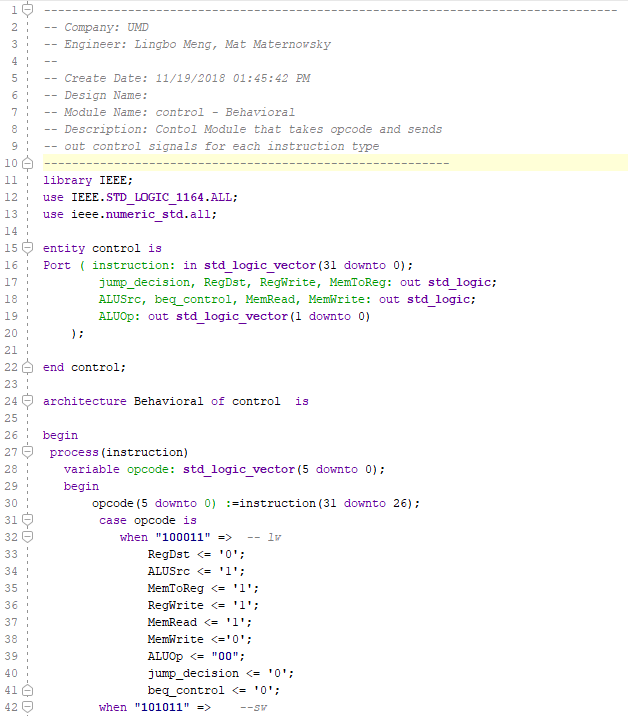 1 ----------------------------------------------------------------------------------
2 -- Company: UMD
3 -- Engineer: Lingbo Meng, Mat Maternowsky
4 --
5 -- Create Date: 11/19/2018 01:45:42 PM
6 -- Design Name:
7 -- Module Name: control - Behavioral
8 -- Description: Contol Module that takes opcode and sends
9 -- out control signals for each instruction type
10 ----------------------------------------------------------
11 library IEEE;
12 use IEEE.STD_LOGIC_1164.ALL;
13 use ieee.numeric_std.all;
14
15 entity control is
16 Port ( instruction: in std_logic_vector(31 downto 0);
17         jump_decision, RegDst, RegWrite, MemToReg: out std_logic;
18         ALUSrc, beq_control, MemRead, MemWrite: out std_logic;
19         ALUOp: out std_logic_vector(1 downto 0)
20     );
21
22 end control;
23
24 architecture Behavioral of control  is
25
26 begin
27  process(instruction)
28    variable opcode: std_logic_vector(5 downto 0);
29    begin
30        opcode(5 downto 0) :=instruction(31 downto 26);
31         case opcode is
32            when "100011" =>  -- lw
33                RegDst <= '0';
34                ALUSrc <= '1';
35                MemToReg <= '1';
36                RegWrite <= '1';
37                MemRead <= '1';
38                MemWrite <='0';
39                ALUOp <= "00";
40                jump_decision <= '0';
41                beq_control <= '0';
42         when "101011" =>    --sw